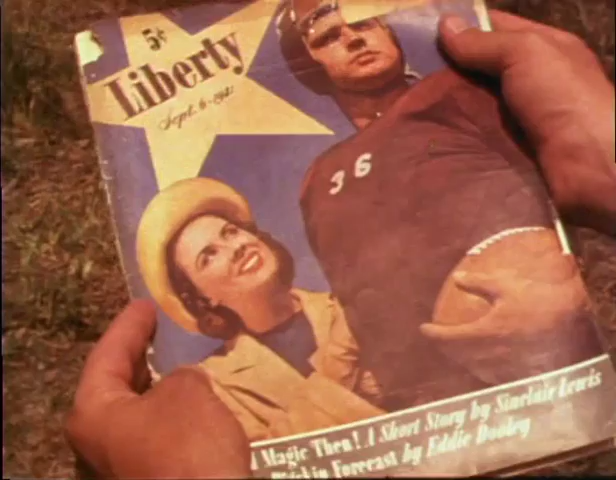 5¢
Liberty
Sept. 6-1941
36
Magic Then! A Short Story by Sinclair Lewis
Forecast by Eddie Dooley